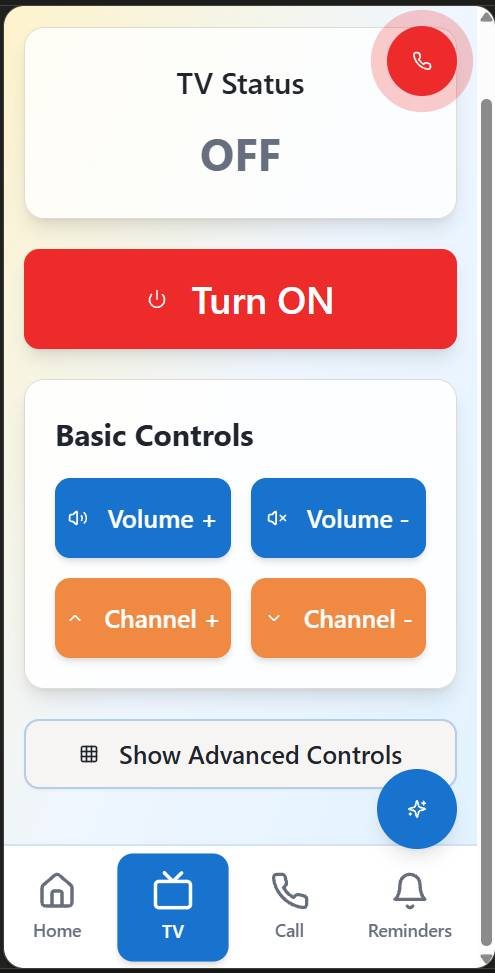 TV Status
OFF
Turn ON
Basic Controls
Volume +
Volume -
Channel +
Channel -
Show Advanced Controls
Home
TV
Call
Reminders